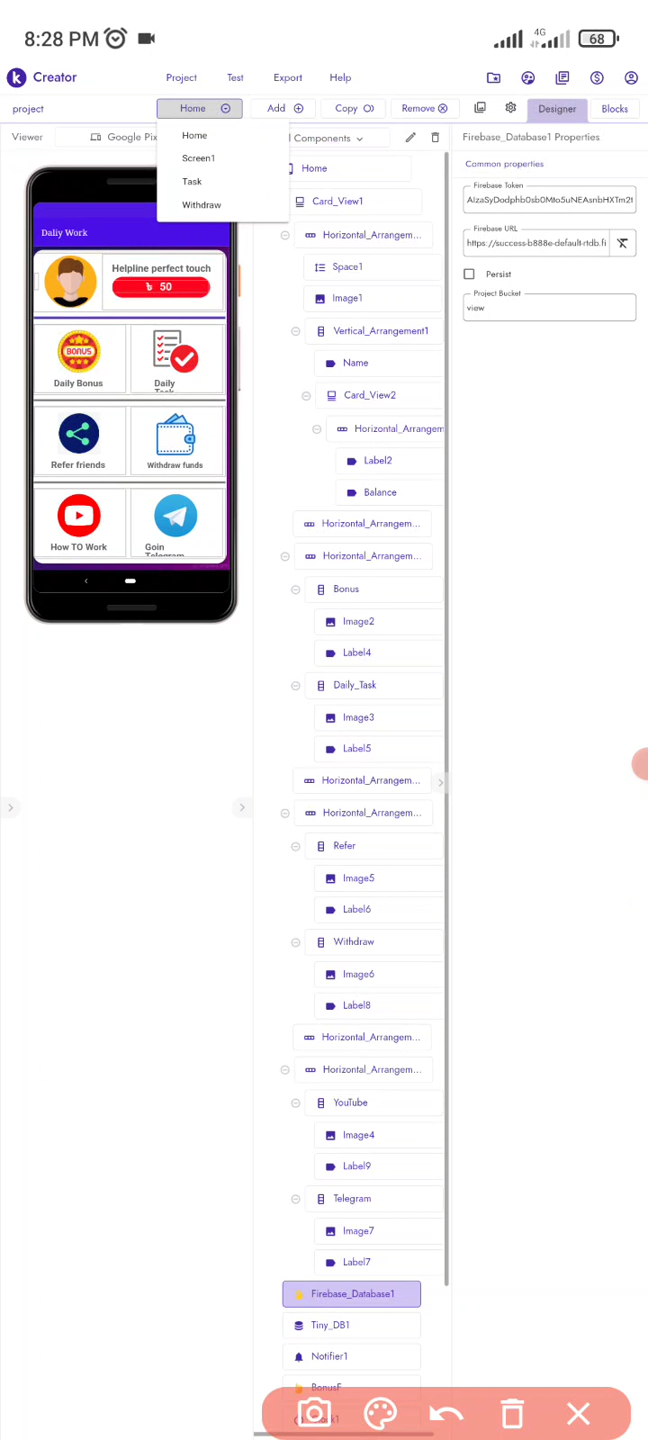 8:28 PM
4G
68
k Creator
Project Test Export Help
project
Home
Add
Copy
Remove
Designer
Blocks
Viewer
Google Pix
l Components
Firebase_Database1 Properties
Home
Screen1
Task
Withdraw
Common properties
Firebase Token
AIzaSyDodphb0sb0Mto5uNEAsnbHXTm2t
Firebase URL
https://success-b888e-default-rtdb.fi
Persist
Project Bucket
view
Daliy Work
Helpline perfect touch
৳ 50
BONUS
Daily Bonus
Daily
Refer friends
Withdraw funds
How TO Work
Goin
Telegram
Home
Card_View1
Horizontal_Arrangem...
Space1
Image1
Vertical_Arrangement1
Name
Card_View2
Horizontal_Arrangem
Label2
Balance
Horizontal_Arrangem...
Horizontal_Arrangem...
Bonus
Image2
Label4
Daily_Task
Image3
Label5
Horizontal_Arrangem...
Horizontal_Arrangem...
Refer
Image5
Label6
Withdraw
Image6
Label8
Horizontal_Arrangem...
Horizontal_Arrangem...
YouTube
Image4
Label9
Telegram
Image7
Label7
Firebase_Database1
Tiny_DB1
Notifier1
BonusF